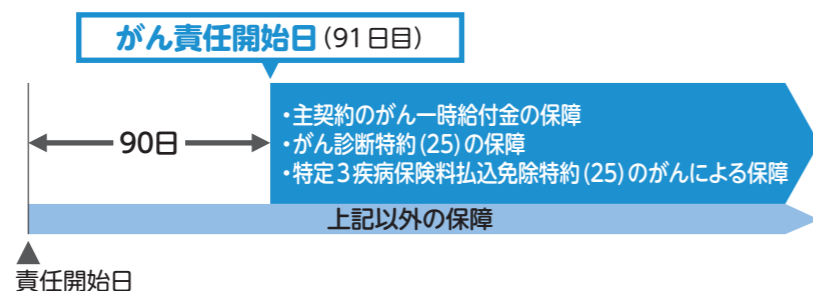 がん責任開始日(91日目)
90日
・主契約のがん一時給付金の保障
・がん診断特約(25)の保障
・特定3疾病保険料払込免除特約(25)のがんによる保障
上記以外の保障
責任開始日